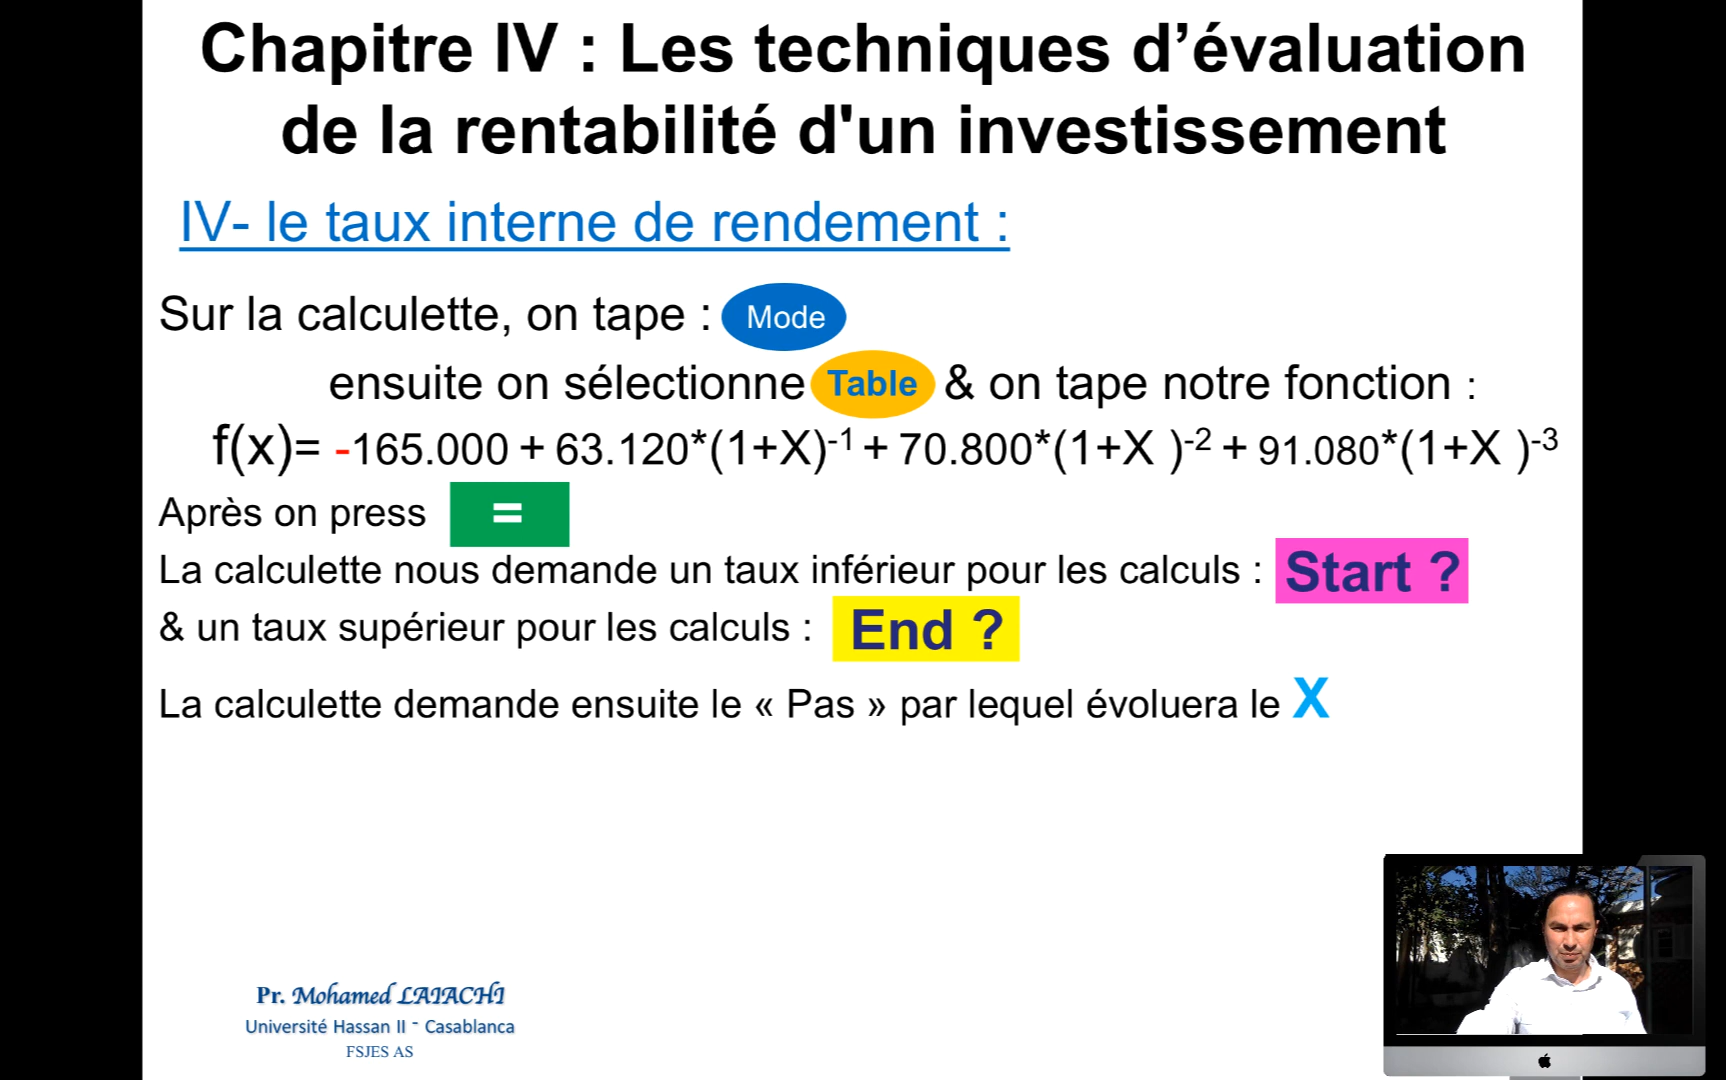 Chapitre IV : Les techniques d’évaluation
de la rentabilité d'un investissement
IV- le taux interne de rendement :
Sur la calculette, on tape : Mode
ensuite on sélectionne Table & on tape notre fonction :
f(x)= -165.000 + 63.120*(1+X)-1 + 70.800*(1+X )-2 + 91.080*(1+X )-3
Après on press =
La calculette nous demande un taux inférieur pour les calculs : Start ?
& un taux supérieur pour les calculs : End ?
La calculette demande ensuite le « Pas » par lequel évoluera le X
Pr. Mohamed LAIACHI
Université Hassan II - Casablanca
FSJES AS